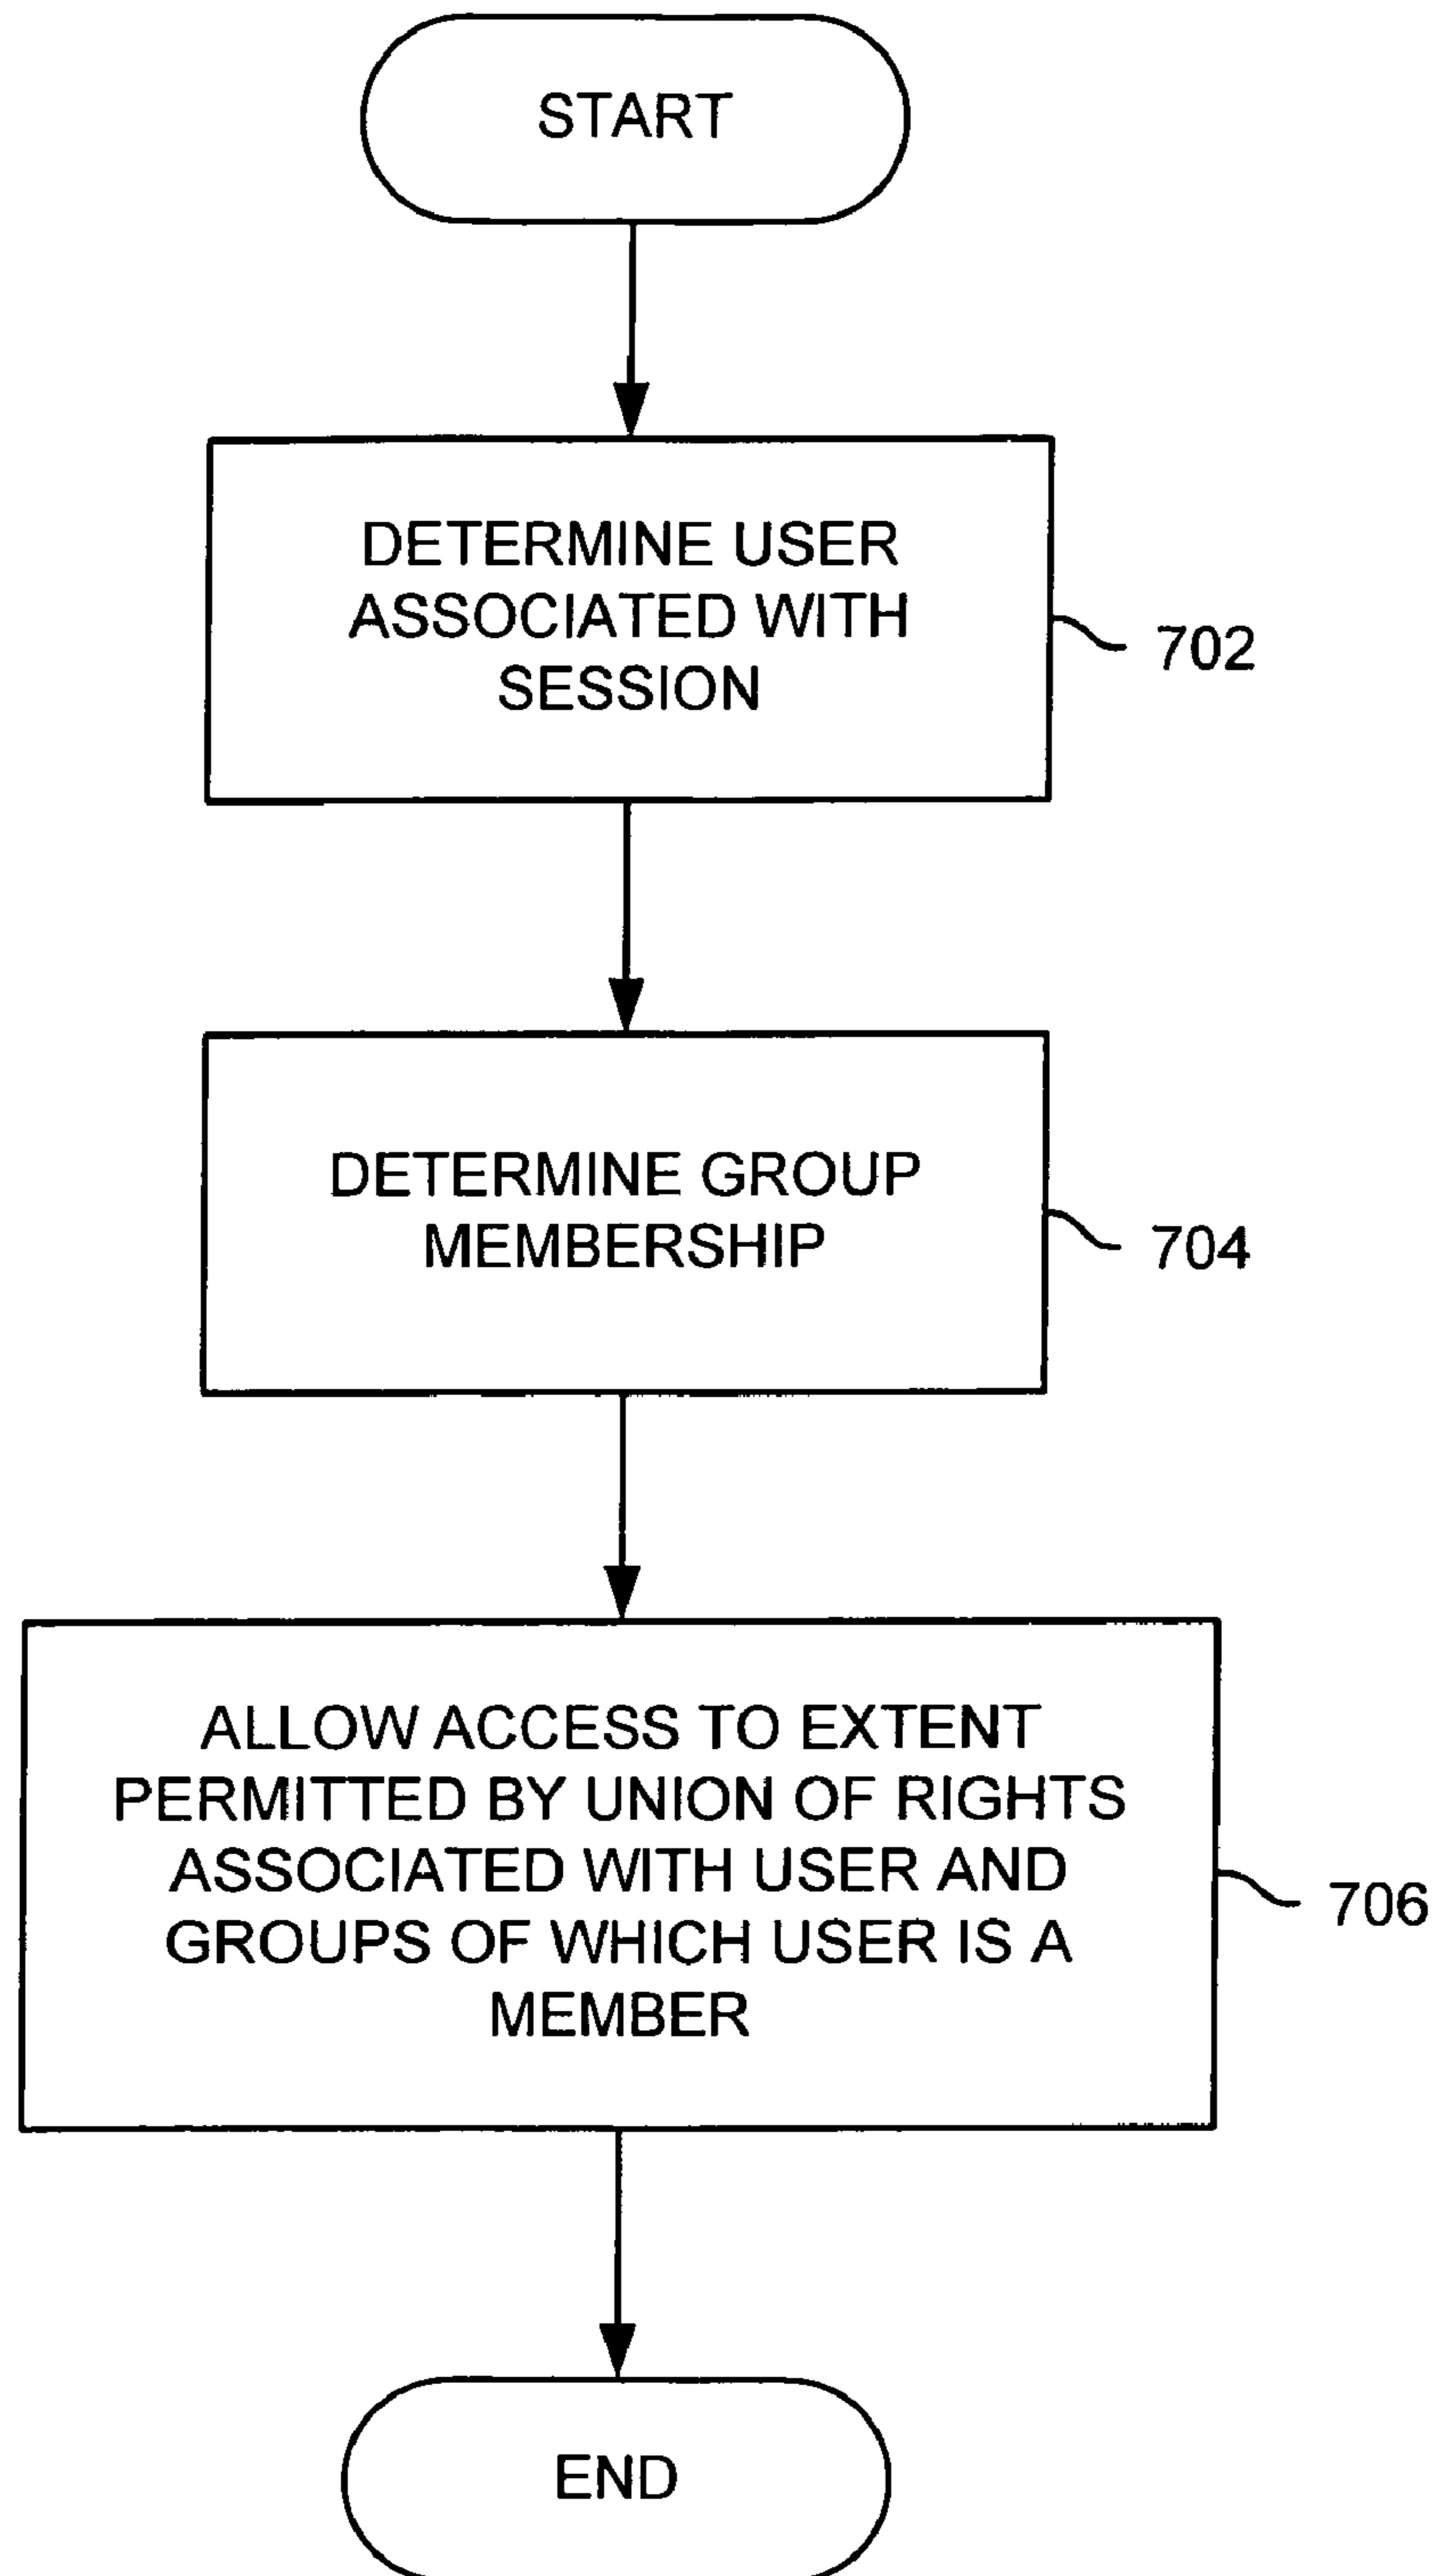 START
DETERMINE USER
ASSOCIATED WITH
SESSION
702
DETERMINE GROUP
MEMBERSHIP
704
ALLOW ACCESS TO EXTENT
PERMITTED BY UNION OF RIGHTS
ASSOCIATED WITH USER AND
GROUPS OF WHICH USER IS A
MEMBER
706
END